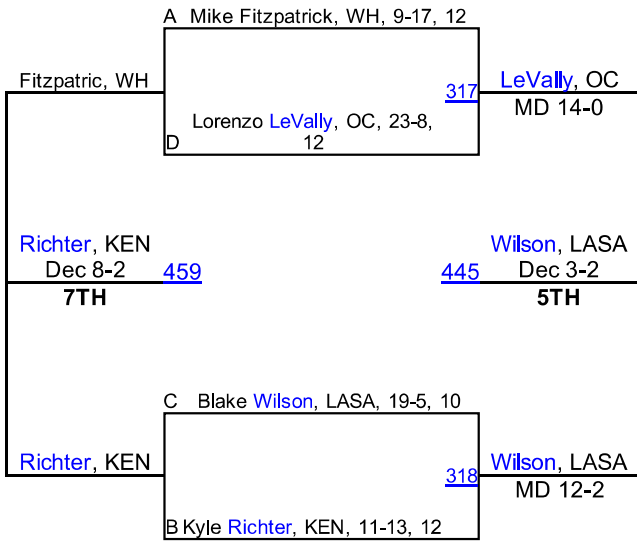 A Mike Fitzpatrick, WH, 9-17, 12
Fitzpatric, WH
317
LeVally, OC
MD 14-0
Lorenzo LeVally, OC, 23-8,
D 12
Richter, KEN
Dec 8-2
459
7TH
Wilson, LASA
445
Dec 3-2
5TH
C Blake Wilson, LASA, 19-5, 10
Richter, KEN
318
Wilson, LASA
MD 12-2
B Kyle Richter, KEN, 11-13, 12